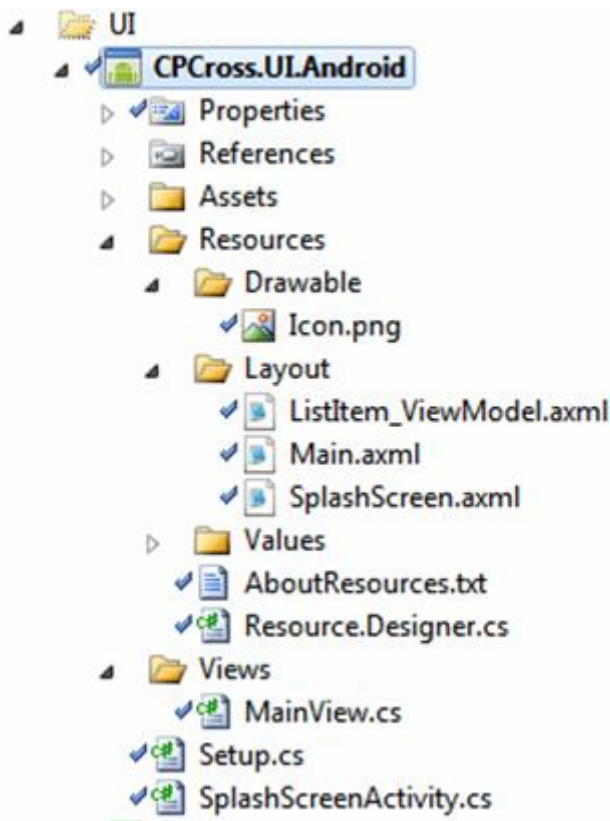 UI
CPCross.UI.Android
Properties
References
Assets
Resources
Drawable
Icon.png
Layout
ListItem_ViewModel.axml
Main.axml
SplashScreen.axml
Values
AboutResources.txt
Resource.Designer.cs
Views
MainView.cs
Setup.cs
SplashScreenActivity.cs